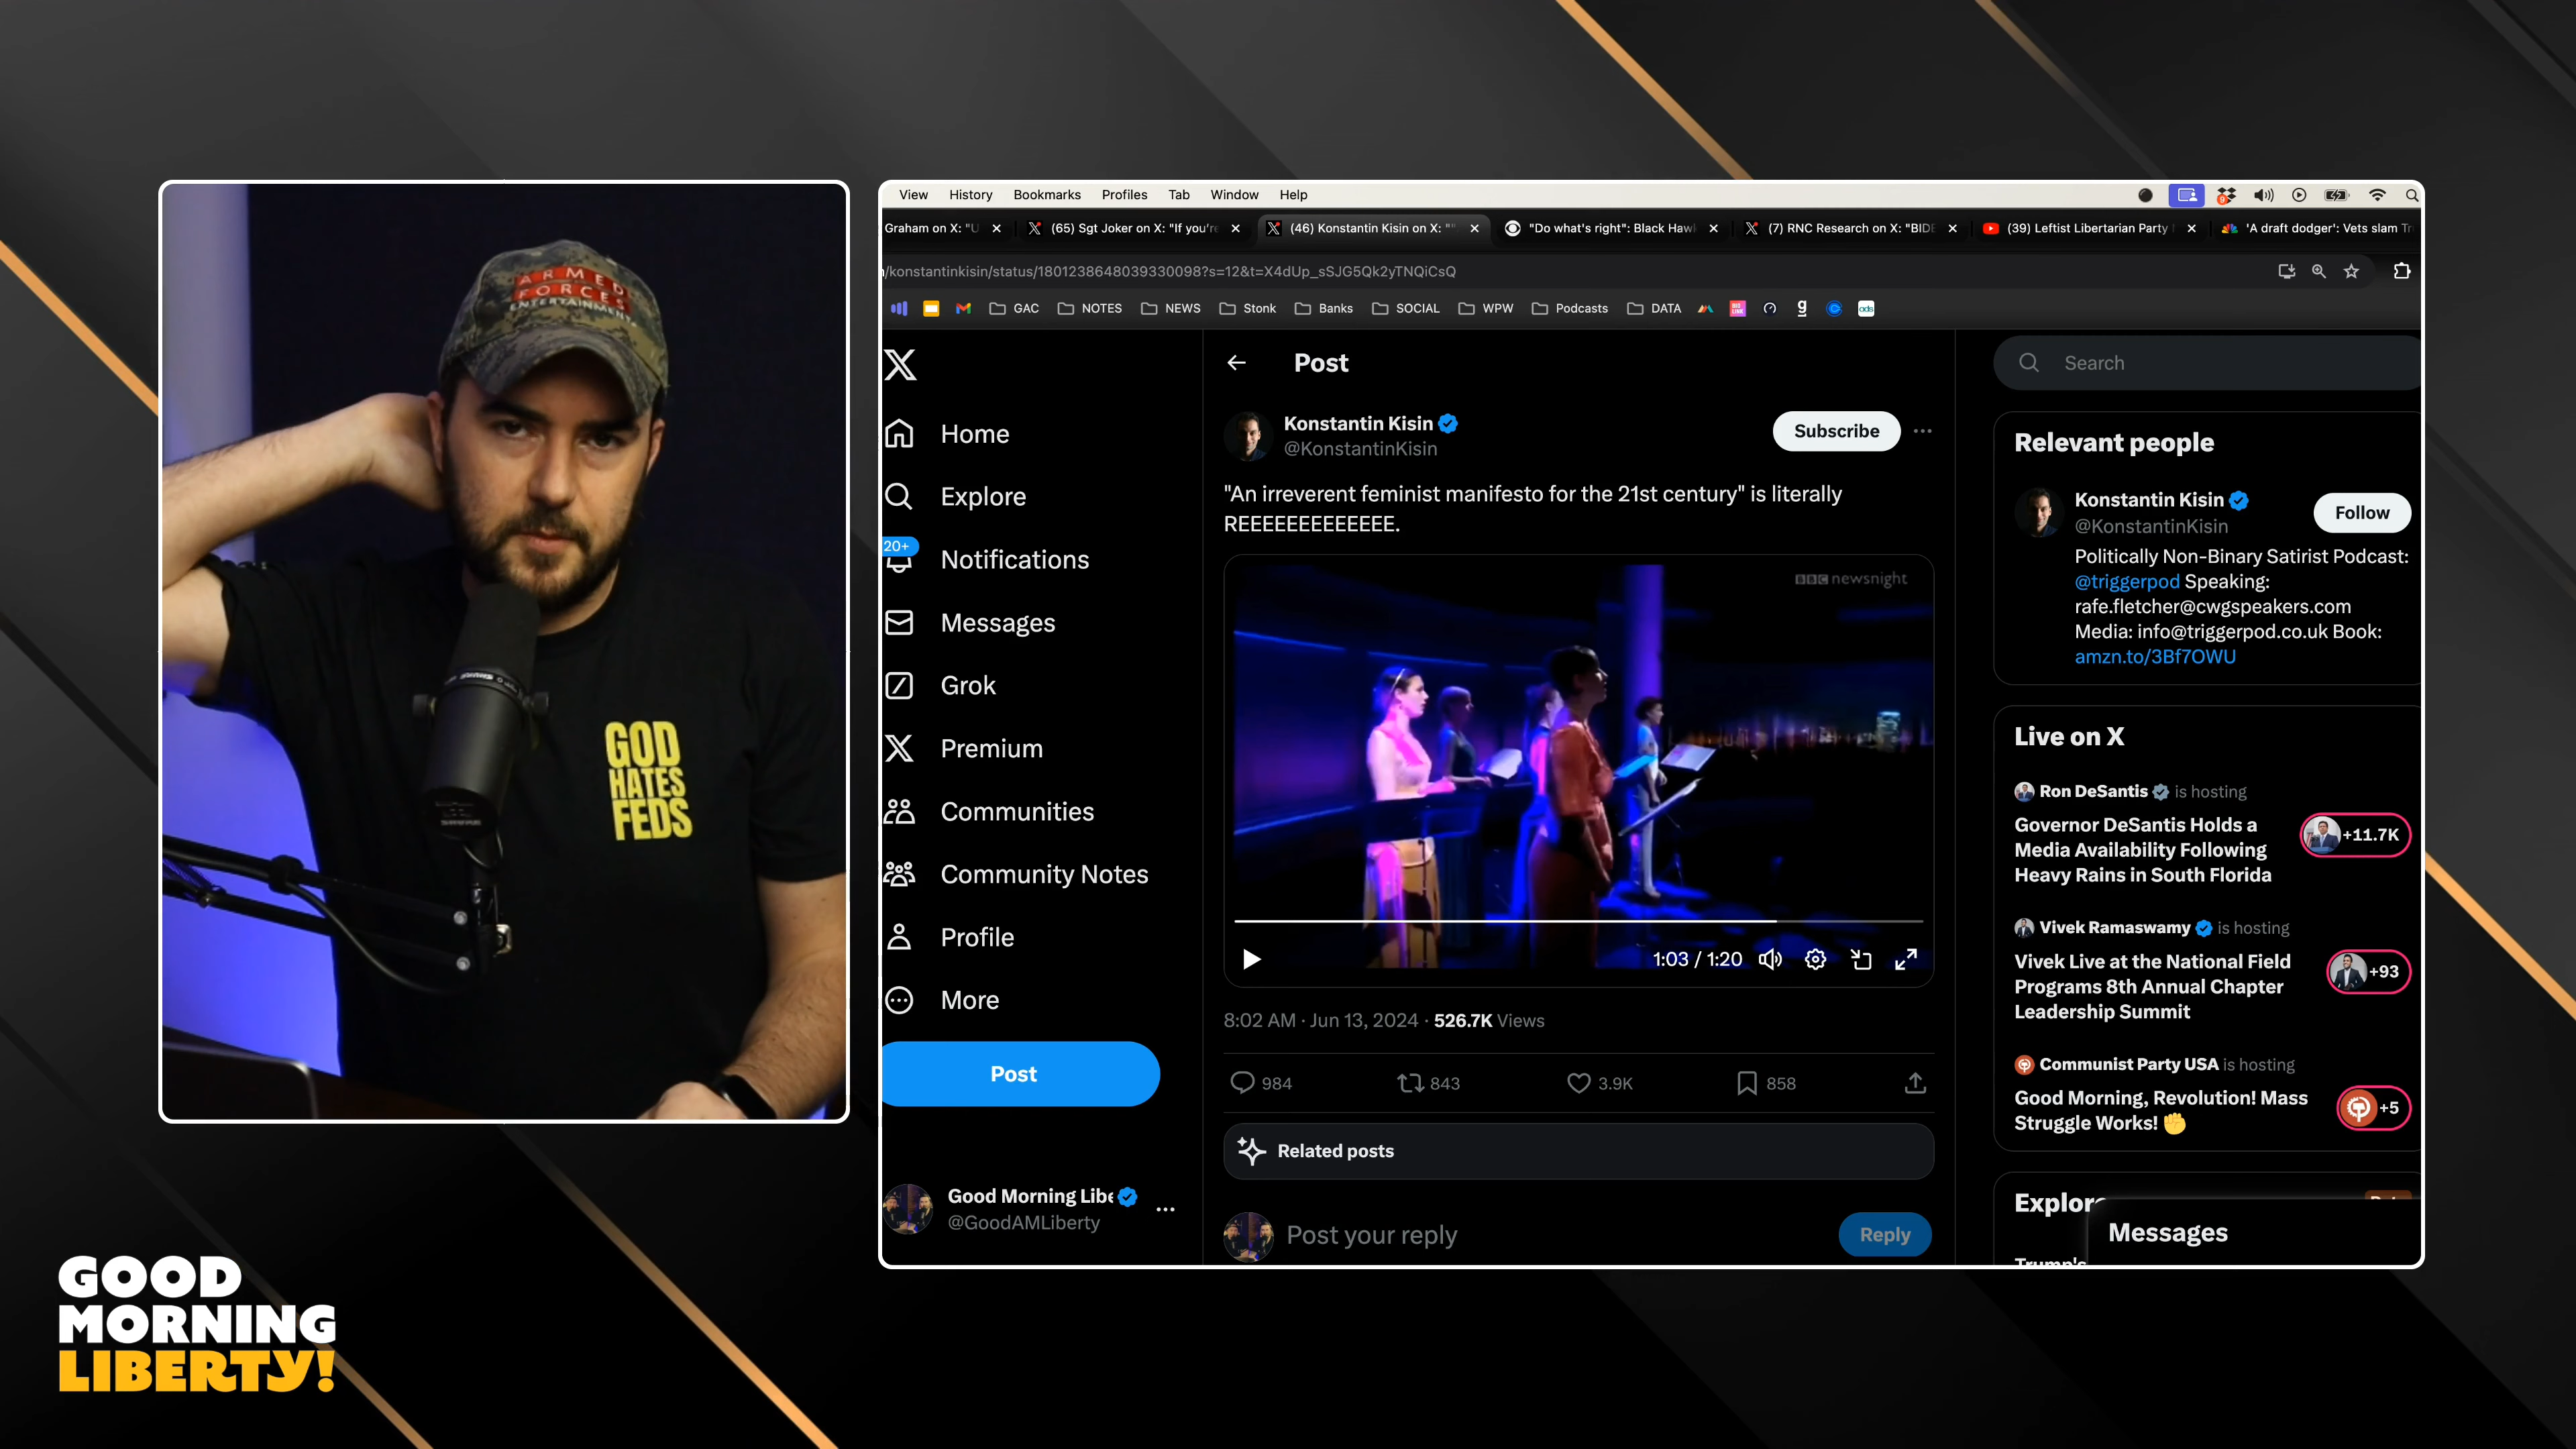 ARMED
FORCES
ENTERTAINMENT
GOD
HATES
FEDS
GOOD
MORNING
LIBERTY!
View History Bookmarks Profiles Tab Window Help
Graham on X: "U (65) Sgt Joker on X: "If you're (46) Konstantin Kisin on X: "" "Do what's right": Black Haw (7) RNC Research on X: "BIDE (39) Leftist Libertarian Party 'A draft dodger': Vets slam Tr
/konstantinkisin/status/1801238648039330098?s=12&t=X4dUp_sSJG5Qk2yTNQiCsQ
GAC NOTES NEWS Stonk Banks SOCIAL WPW Podcasts DATA g ads
Home
Explore
20+
Notifications
Messages
Grok
Premium
Communities
Community Notes
Profile
More
Post
Good Morning Libe
@GoodAMLiberty
Post
Konstantin Kisin
@KonstantinKisin
Subscribe
"An irreverent feminist manifesto for the 21st century" is literally
REEEEEEEEEEEEE.
BBC newsnight
1:03 / 1:20
8:02 AM · Jun 13, 2024 · 526.7K Views
984 843 3.9K 858
Related posts
Post your reply
Reply
Search
Relevant people
Konstantin Kisin
@KonstantinKisin
Follow
Politically Non-Binary Satirist Podcast:
@triggerpod Speaking:
rafe.fletcher@cwgspeakers.com
Media: info@triggerpod.co.uk Book:
amzn.to/3Bf7OWU
Live on X
Ron DeSantis is hosting
Governor DeSantis Holds a
Media Availability Following
Heavy Rains in South Florida
+11.7K
Vivek Ramaswamy is hosting
Vivek Live at the National Field
Programs 8th Annual Chapter
Leadership Summit
+93
Communist Party USA is hosting
Good Morning, Revolution! Mass
Struggle Works! ✊
+5
Explore
Messages
Trump's